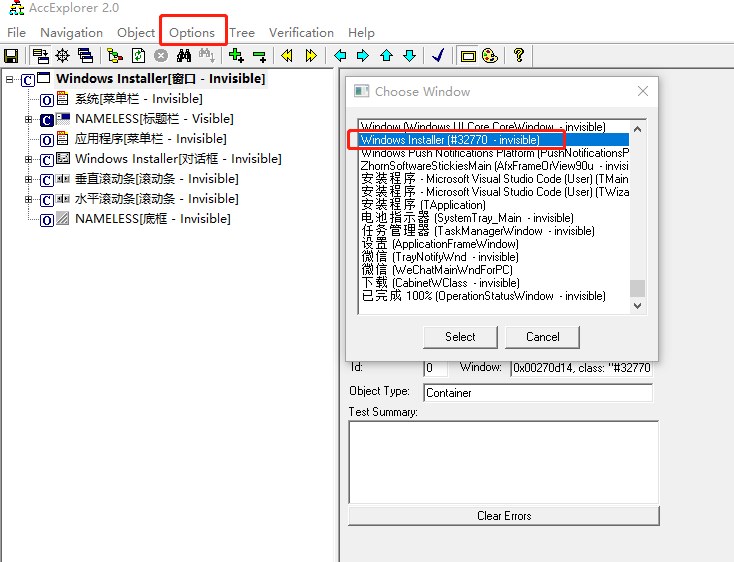 AccExplorer 2.0
File Navigation Object Options Tree Verification Help
Windows Installer[窗口 - Invisible]
系统[菜单栏 - Invisible]
NAMELESS[标题栏 - Visible]
应用程序[菜单栏 - Invisible]
Windows Installer[对话框 - Invisible]
垂直滚动条[滚动条 - Invisible]
水平滚动条[滚动条 - Invisible]
NAMELESS[底框 - Invisible]
Choose Window
Window (Windows.UI.Core.CoreWindow - invisible)
Windows Installer (#32770 - invisible)
Windows Push Notifications Platform (PushNotificationsP
ZhornSoftwareStickiesMain (AfxFrameOrView90u - invisi
安装程序 - Microsoft Visual Studio Code (User) (TMain
安装程序 - Microsoft Visual Studio Code (User) (TWiza
安装程序 (TApplication)
电池指示器 (SystemTray_Main - invisible)
任务管理器 (TaskManagerWindow - invisible)
设置 (ApplicationFrameWindow)
微信 (TrayNotifyWnd - invisible)
微信 (WeChatMainWndForPC)
下载 (CabinetWClass - invisible)
已完成 100% (OperationStatusWindow - invisible)
Select Cancel
Id: 0 Window: 0x00270d14, class: "#32770
Object Type: Container
Test Summary:
Clear Errors